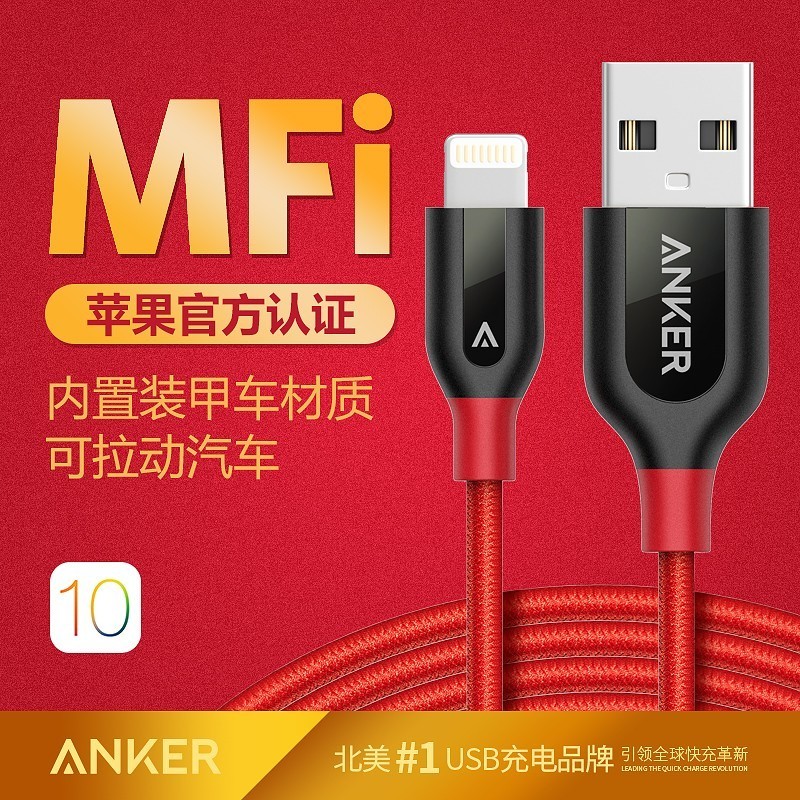 MFi
苹果官方认证
内置装甲车材质
可拉动汽车
ANKER
10
ANKER
北美#1USB充电品牌
引领全球快充革新
LEADING THE QUICK CHARGE REVOLUTION